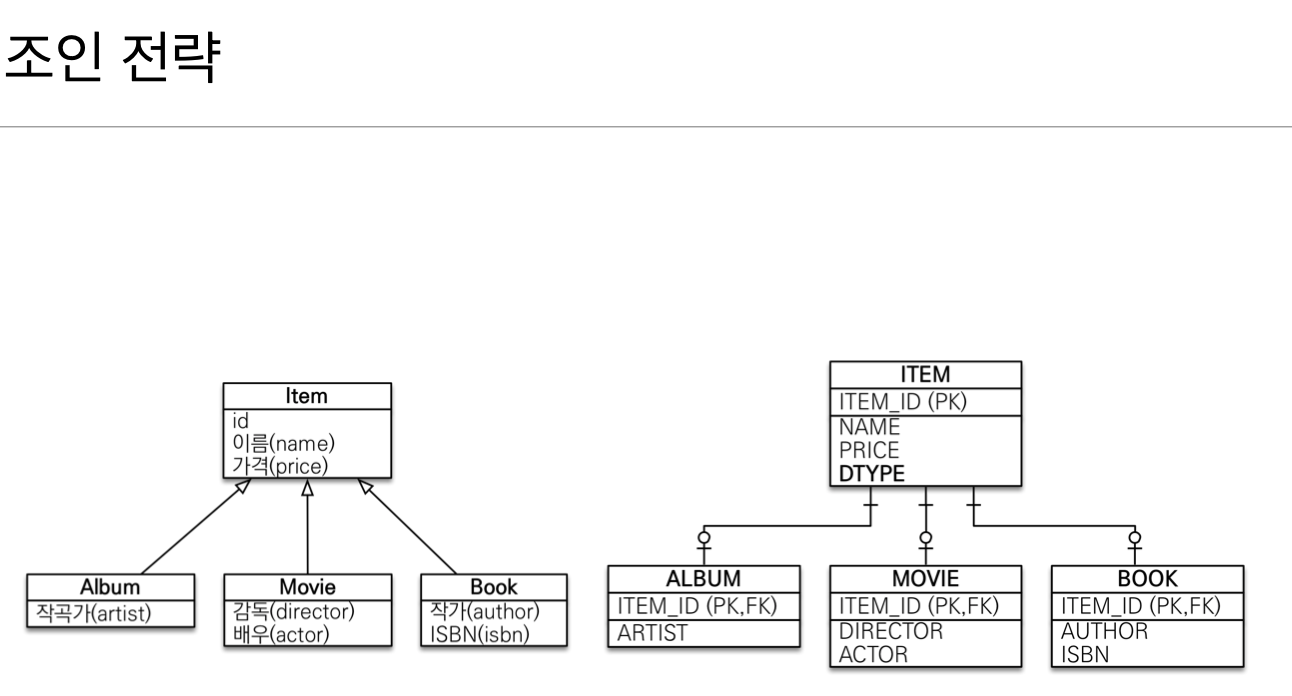 조인 전략
Item
id
이름(name)
가격(price)
Album
작곡가(artist)
Movie
감독(director)
배우(actor)
Book
작가(author)
ISBN(isbn)
ITEM
ITEM_ID (PK)
NAME
PRICE
DTYPE
ALBUM
ITEM_ID (PK,FK)
ARTIST
MOVIE
ITEM_ID (PK,FK)
DIRECTOR
ACTOR
BOOK
ITEM_ID (PK,FK)
AUTHOR
ISBN